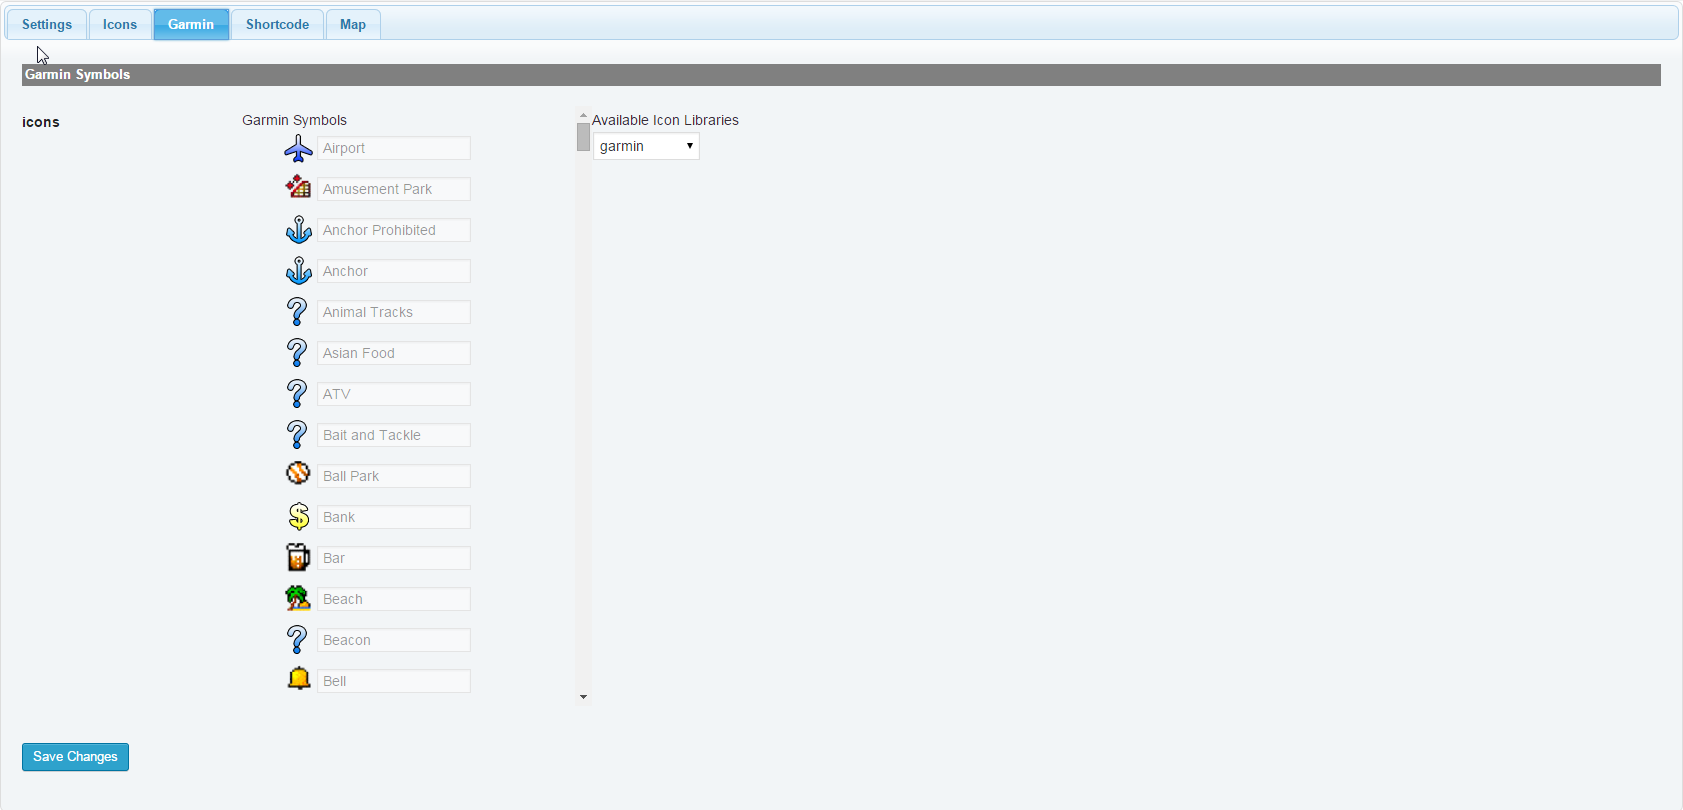 Settings Icons Garmin Shortcode Map
Garmin Symbols
icons
Garmin Symbols
Airport
Amusement Park
Anchor Prohibited
Anchor
Animal Tracks
Asian Food
ATV
Bait and Tackle
Ball Park
Bank
Bar
Beach
Beacon
Bell
Available Icon Libraries
garmin
Save Changes